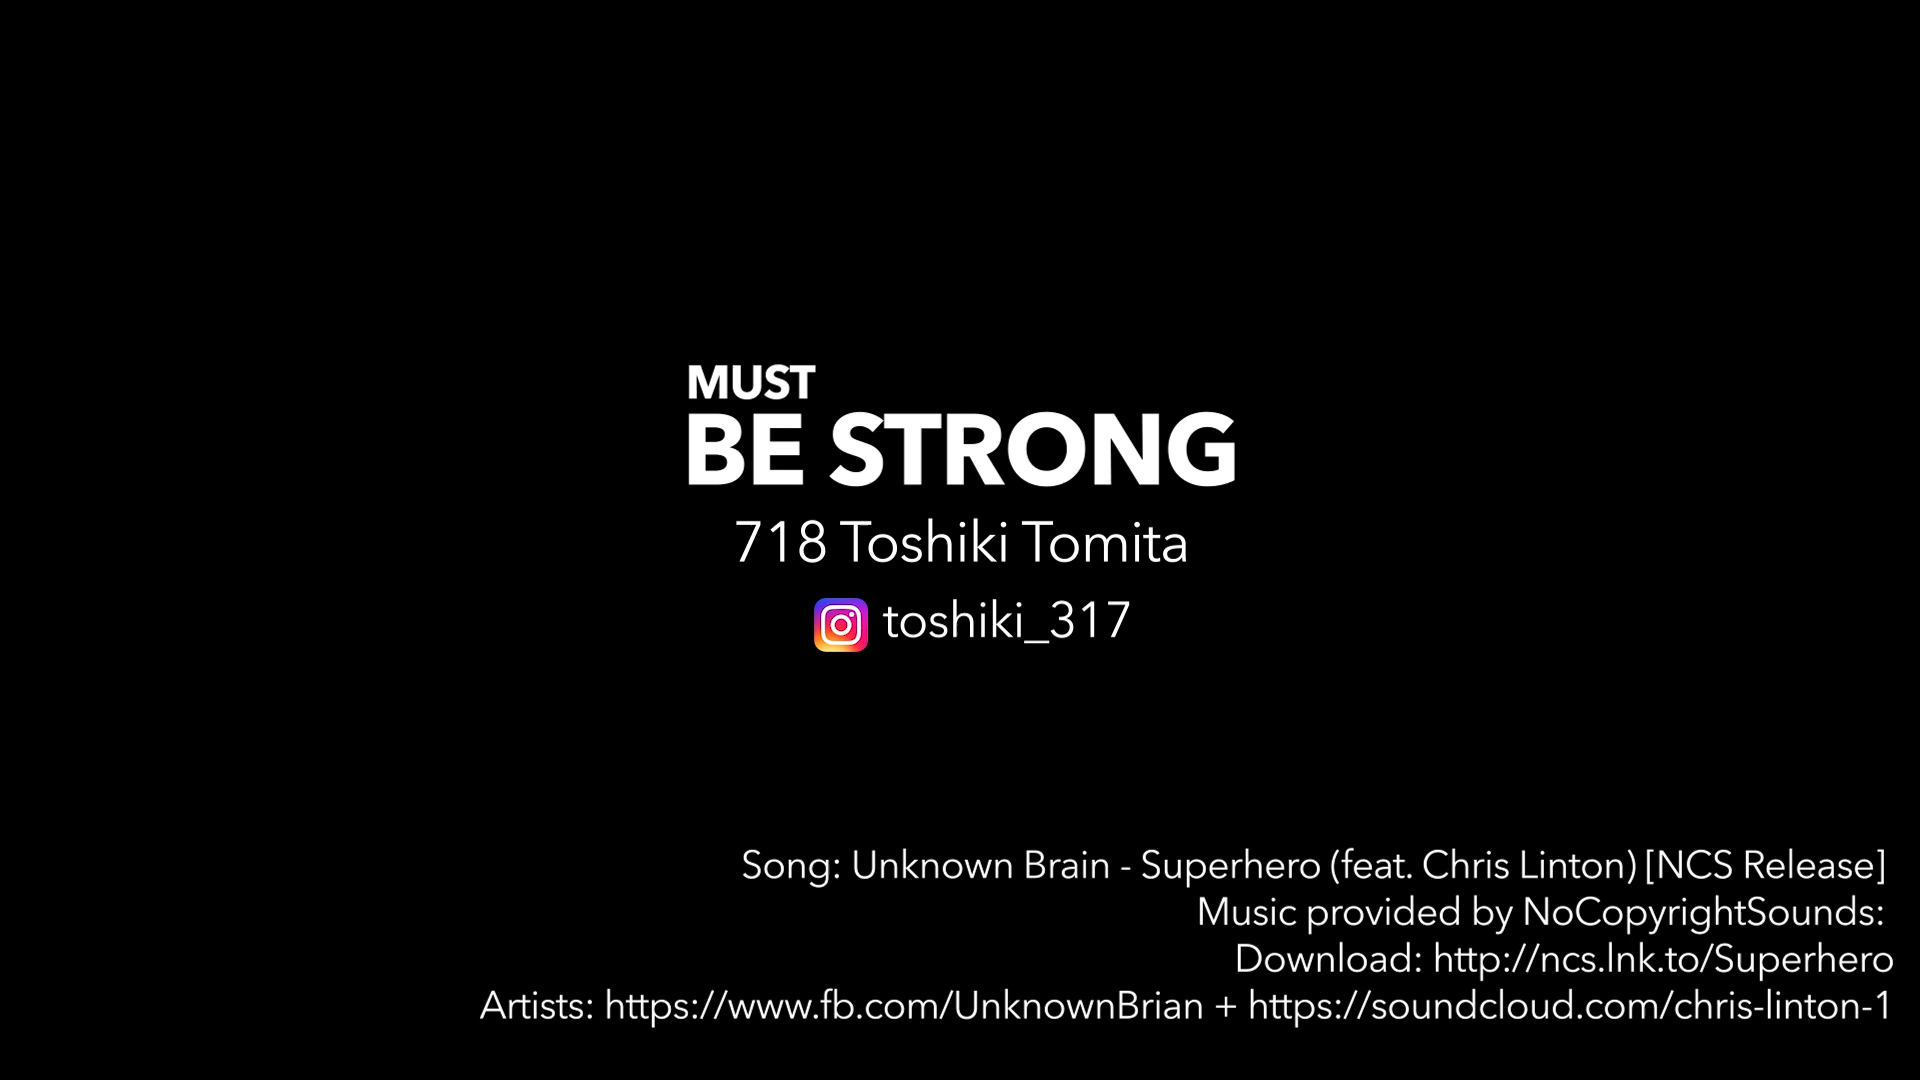 MUST
BE STRONG
718 Toshiki Tomita
toshiki_317
Song: Unknown Brain - Superhero (feat. Chris Linton) [NCS Release]
Music provided by NoCopyrightSounds:
Download: http://ncs.lnk.to/Superhero
Artists: https://www.fb.com/UnknownBrian + https://soundcloud.com/chris-linton-1